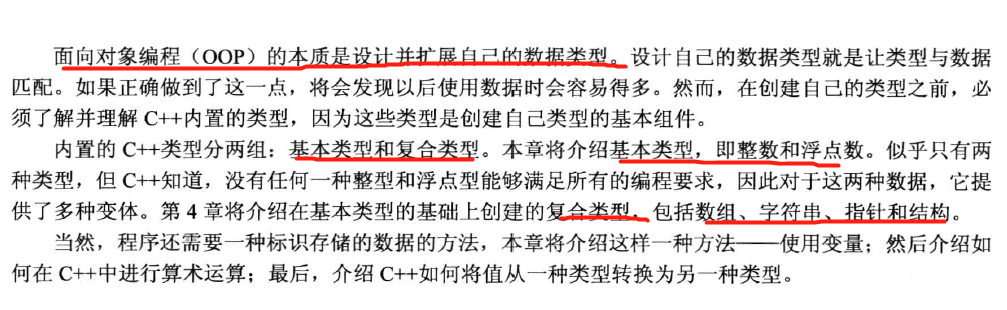 面向对象编程（OOP）的本质是设计并扩展自己的数据类型。设计自己的数据类型就是让类型与数据
匹配。如果正确做到了这一点，将会发现以后使用数据时会容易得多。然而，在创建自己的类型之前，必
须了解并理解 C++内置的类型，因为这些类型是创建自己类型的基本组件。
内置的 C++类型分两组：基本类型和复合类型。本章将介绍基本类型，即整数和浮点数。似乎只有两
种类型，但 C++知道，没有任何一种整型和浮点型能够满足所有的编程要求，因此对于这两种数据，它提
供了多种变体。第 4 章将介绍在基本类型的基础上创建的复合类型，包括数组、字符串、指针和结构。
当然，程序还需要一种标识存储的数据的方法，本章将介绍这样一种方法——使用变量；然后介绍如
何在 C++中进行算术运算；最后，介绍 C++如何将值从一种类型转换为另一种类型。